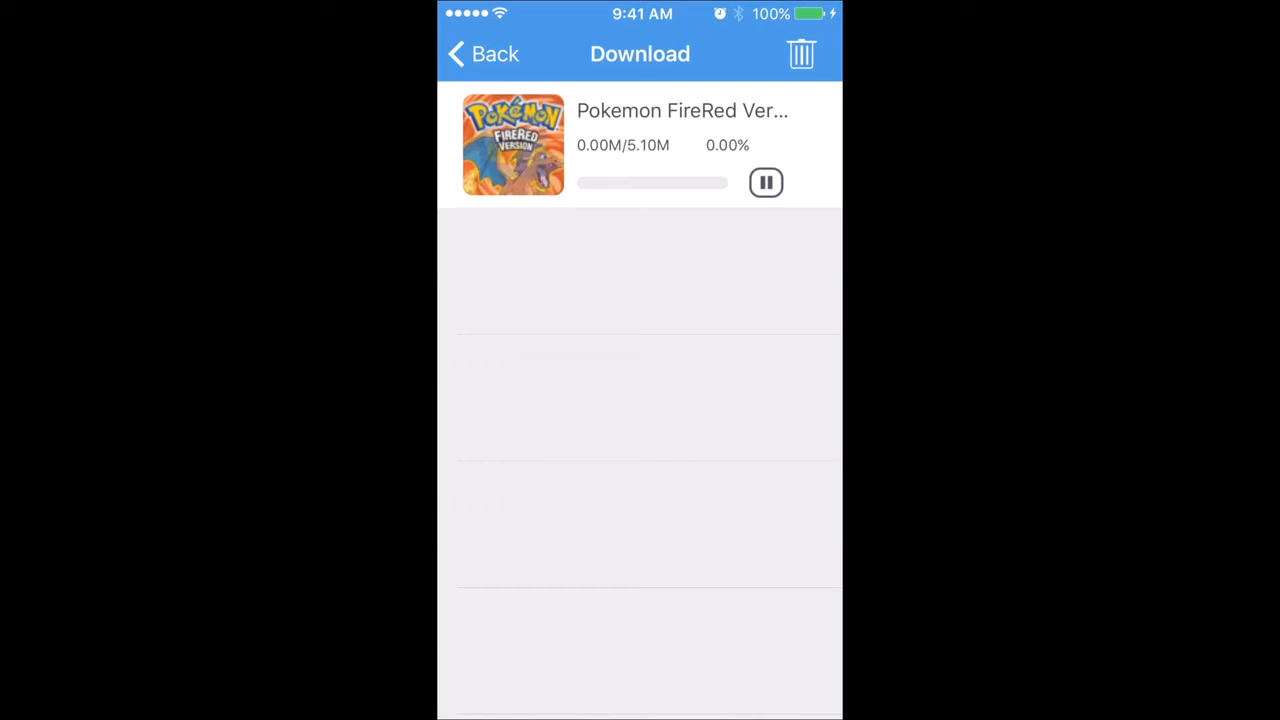 9:41 AM 100%
Back Download
POKéMON
FIRERED
VERSION
Pokemon FireRed Ver...
0.00M/5.10M 0.00%